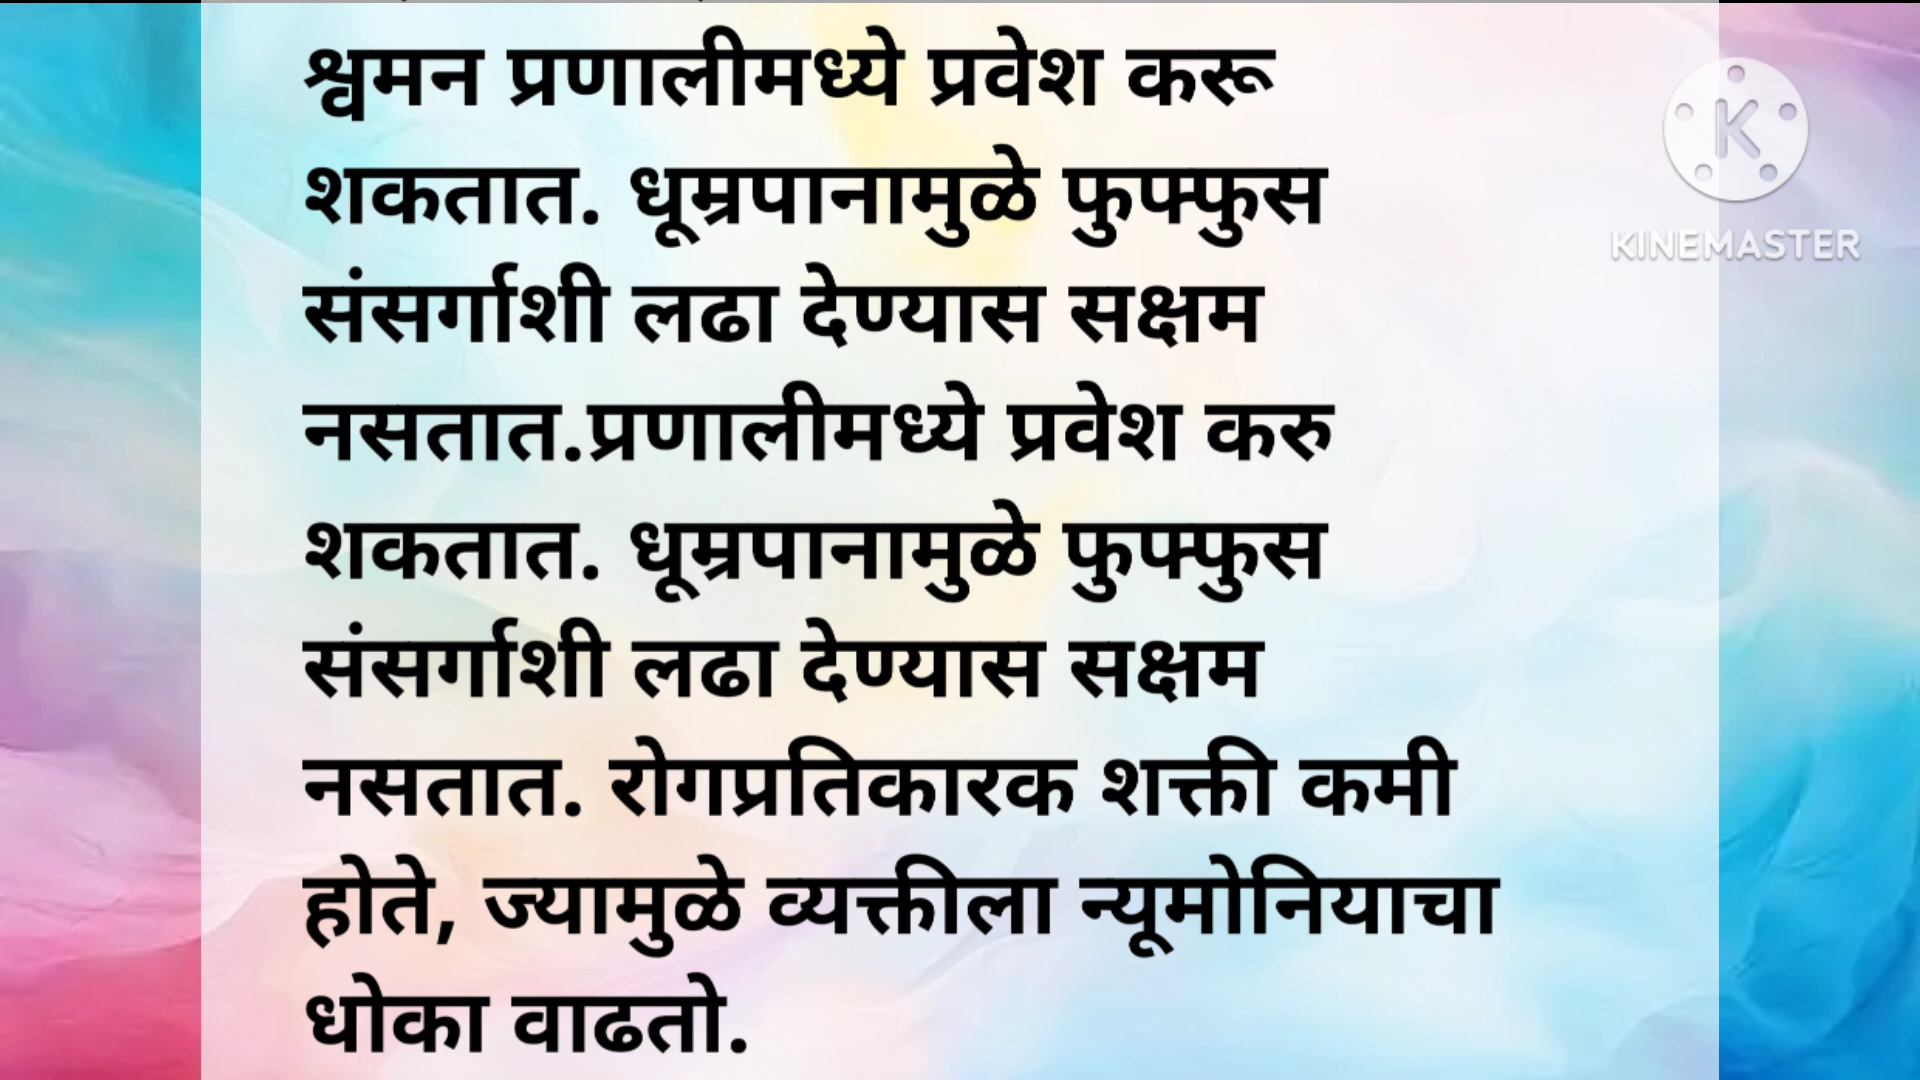 श्वमन प्रणालीमध्ये प्रवेश करू
शकतात. धूम्रपानामुळे फुफ्फुस
संसर्गाशी लढा देण्यास सक्षम
नसतात.प्रणालीमध्ये प्रवेश करु
शकतात. धूम्रपानामुळे फुफ्फुस
संसर्गाशी लढा देण्यास सक्षम
नसतात. रोगप्रतिकारक शक्ती कमी
होते, ज्यामुळे व्यक्तीला न्यूमोनियाचा
धोका वाढतो.
K
KINEMASTER